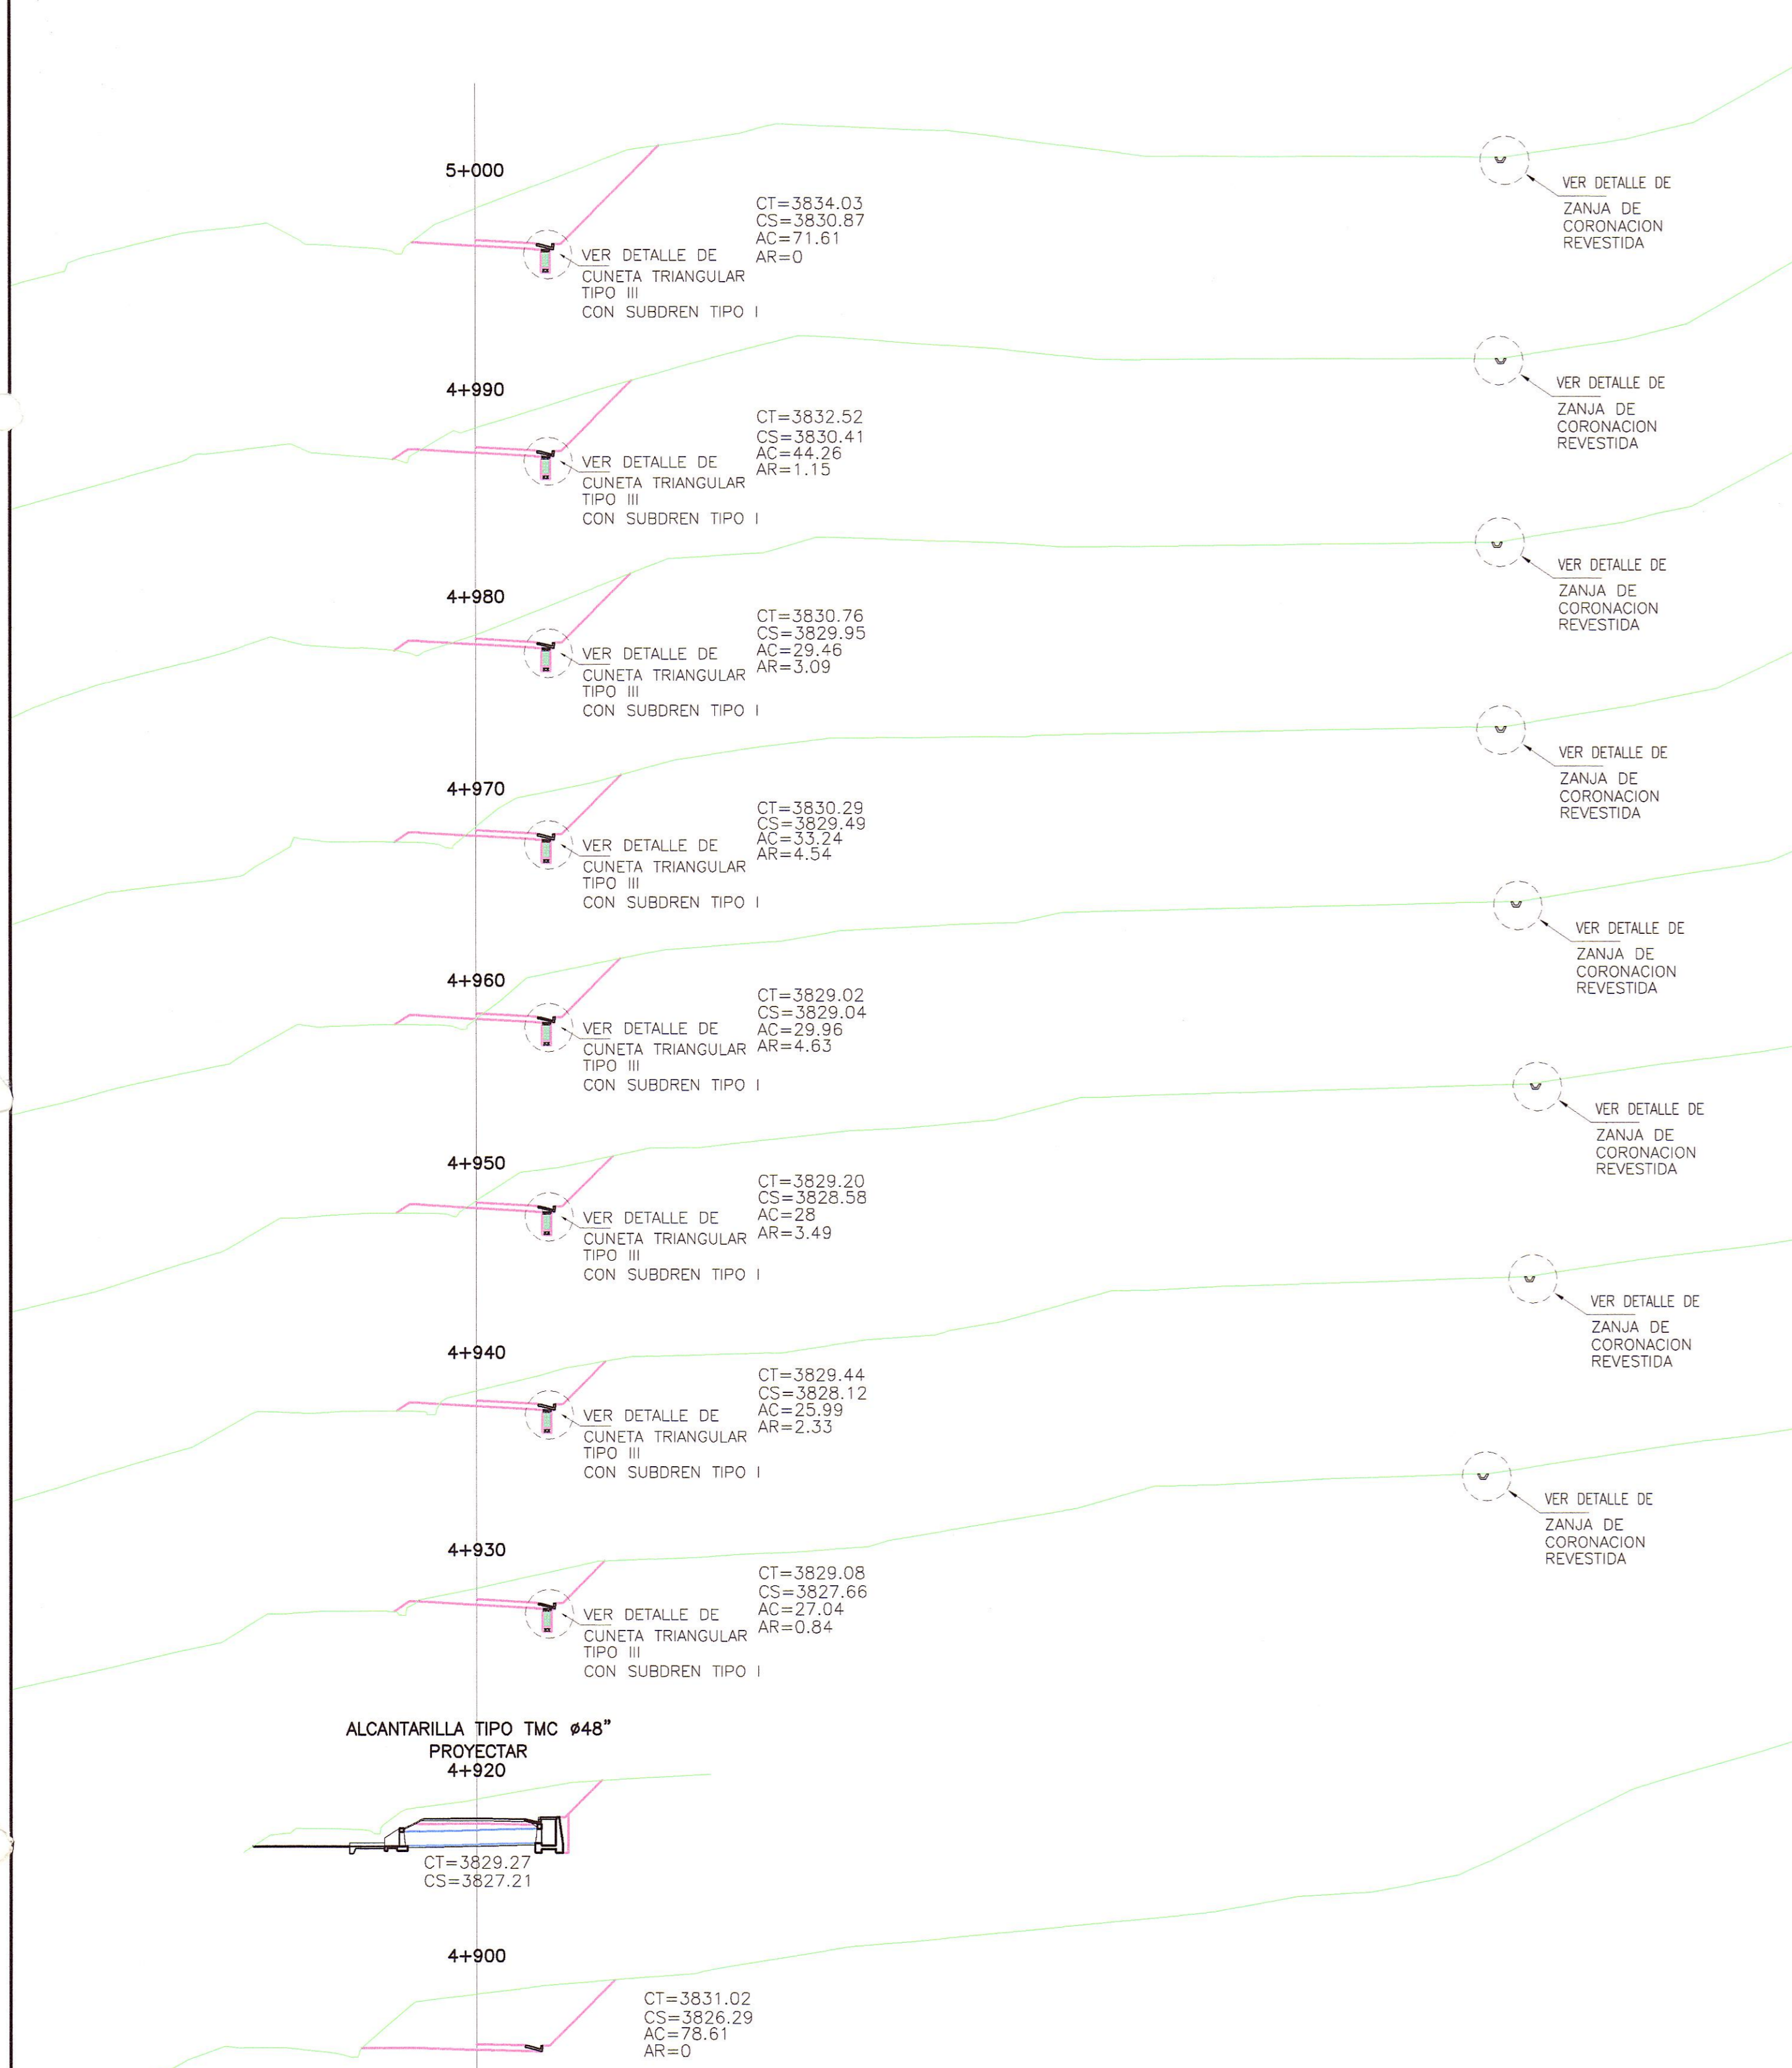 5+000
CT=3834.03
CS=3830.87
AC=71.61
AR=0
VER DETALLE DE
CUNETA TRIANGULAR
TIPO III
CON SUBDREN TIPO I
VER DETALLE DE
ZANJA DE
CORONACION
REVESTIDA
4+990
CT=3832.52
CS=3830.41
AC=44.26
AR=1.15
VER DETALLE DE
CUNETA TRIANGULAR
TIPO III
CON SUBDREN TIPO I
VER DETALLE DE
ZANJA DE
CORONACION
REVESTIDA
4+980
CT=3830.76
CS=3829.95
AC=29.46
AR=3.09
VER DETALLE DE
CUNETA TRIANGULAR
TIPO III
CON SUBDREN TIPO I
VER DETALLE DE
ZANJA DE
CORONACION
REVESTIDA
4+970
CT=3830.29
CS=3829.49
AC=33.24
AR=4.54
VER DETALLE DE
CUNETA TRIANGULAR
TIPO III
CON SUBDREN TIPO I
VER DETALLE DE
ZANJA DE
CORONACION
REVESTIDA
4+960
CT=3829.02
CS=3829.04
AC=29.96
AR=4.63
VER DETALLE DE
CUNETA TRIANGULAR
TIPO III
CON SUBDREN TIPO I
VER DETALLE DE
ZANJA DE
CORONACION
REVESTIDA
4+950
CT=3829.20
CS=3828.58
AC=28
AR=3.49
VER DETALLE DE
CUNETA TRIANGULAR
TIPO III
CON SUBDREN TIPO I
VER DETALLE DE
ZANJA DE
CORONACION
REVESTIDA
4+940
CT=3829.44
CS=3828.12
AC=25.99
AR=2.33
VER DETALLE DE
CUNETA TRIANGULAR
TIPO III
CON SUBDREN TIPO I
VER DETALLE DE
ZANJA DE
CORONACION
REVESTIDA
4+930
CT=3829.08
CS=3827.66
AC=27.04
AR=0.84
VER DETALLE DE
CUNETA TRIANGULAR
TIPO III
CON SUBDREN TIPO I
VER DETALLE DE
ZANJA DE
CORONACION
REVESTIDA
ALCANTARILLA TIPO TMC ø48"
PROYECTAR
4+920
CT=3829.27
CS=3827.21
4+900
CT=3831.02
CS=3826.29
AC=78.61
AR=0